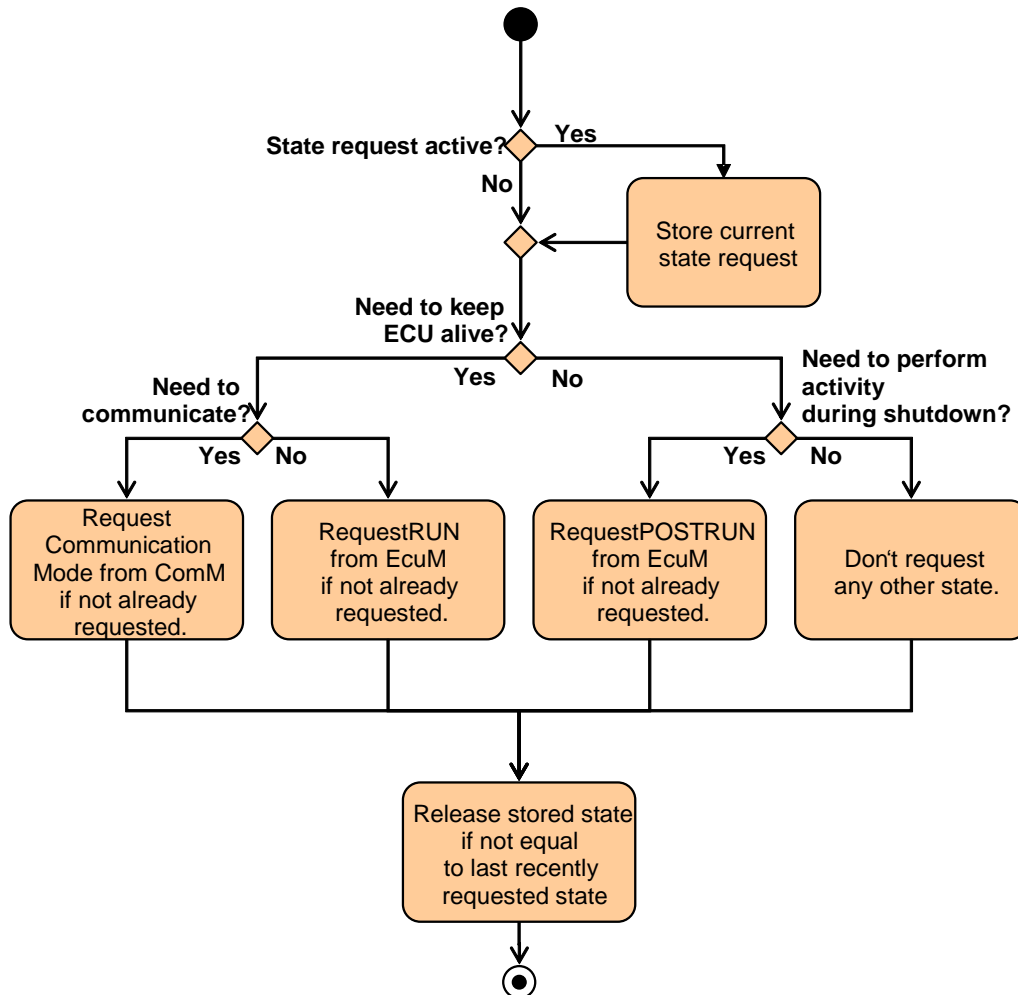 Yes
State request active?
No
Store current
state request
Need to keep
ECU alive?
Yes
No
Need to
communicate?
Need to perform
activity
during shutdown?
Yes
No
Yes
No
Request
Communication
Mode from ComM
if not already
requested.
RequestRUN
from EcuM
if not already
requested.
RequestPOSTRUN
from EcuM
if not already
requested.
Don‘t request
any other state.
Release stored state
if not equal
to last recently
requested state